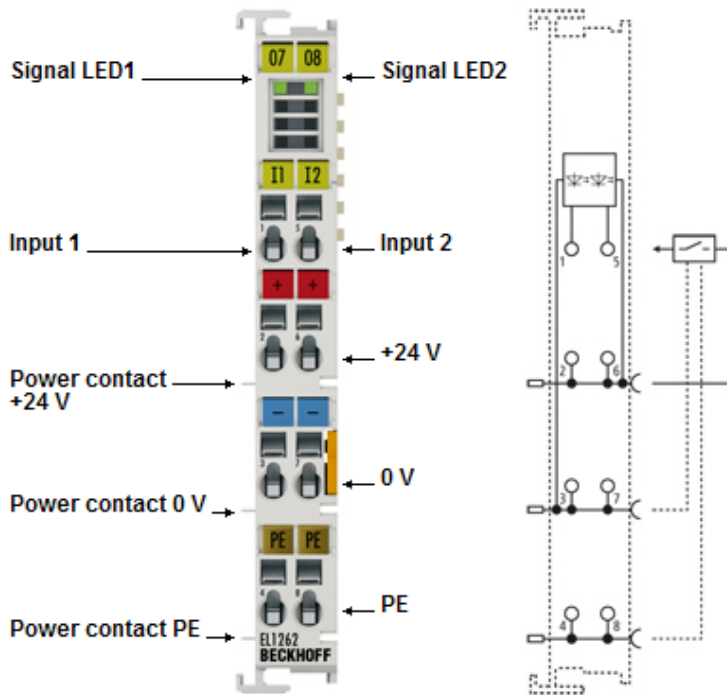 07 08
Signal LED1
Signal LED2
I1 I2
1 5
Input 1
Input 2
1 5
+ +
2 6
+24 V
2 6
Power contact
+24 V
− −
3 7
0 V
3 7
Power contact 0 V
PE PE
4 8
PE
4 8
Power contact PE
EL1262
BECKHOFF